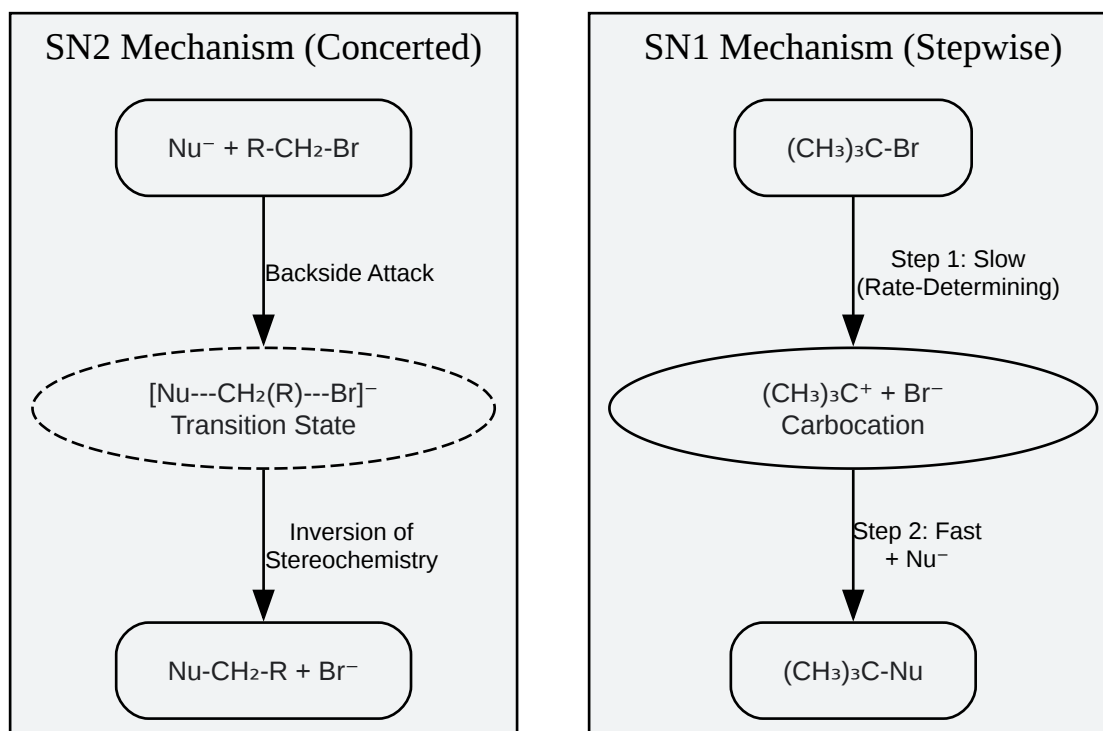 SN2 Mechanism (Concerted)
Nu⁻ + R-CH₂-Br
Backside Attack
[Nu---CH₂(R)---Br]⁻
Transition State
Inversion of
Stereochemistry
Nu-CH₂-R + Br⁻
SN1 Mechanism (Stepwise)
(CH₃)₃C-Br
Step 1: Slow
(Rate-Determining)
(CH₃)₃C⁺ + Br⁻
Carbocation
Step 2: Fast
+ Nu⁻
(CH₃)₃C-Nu